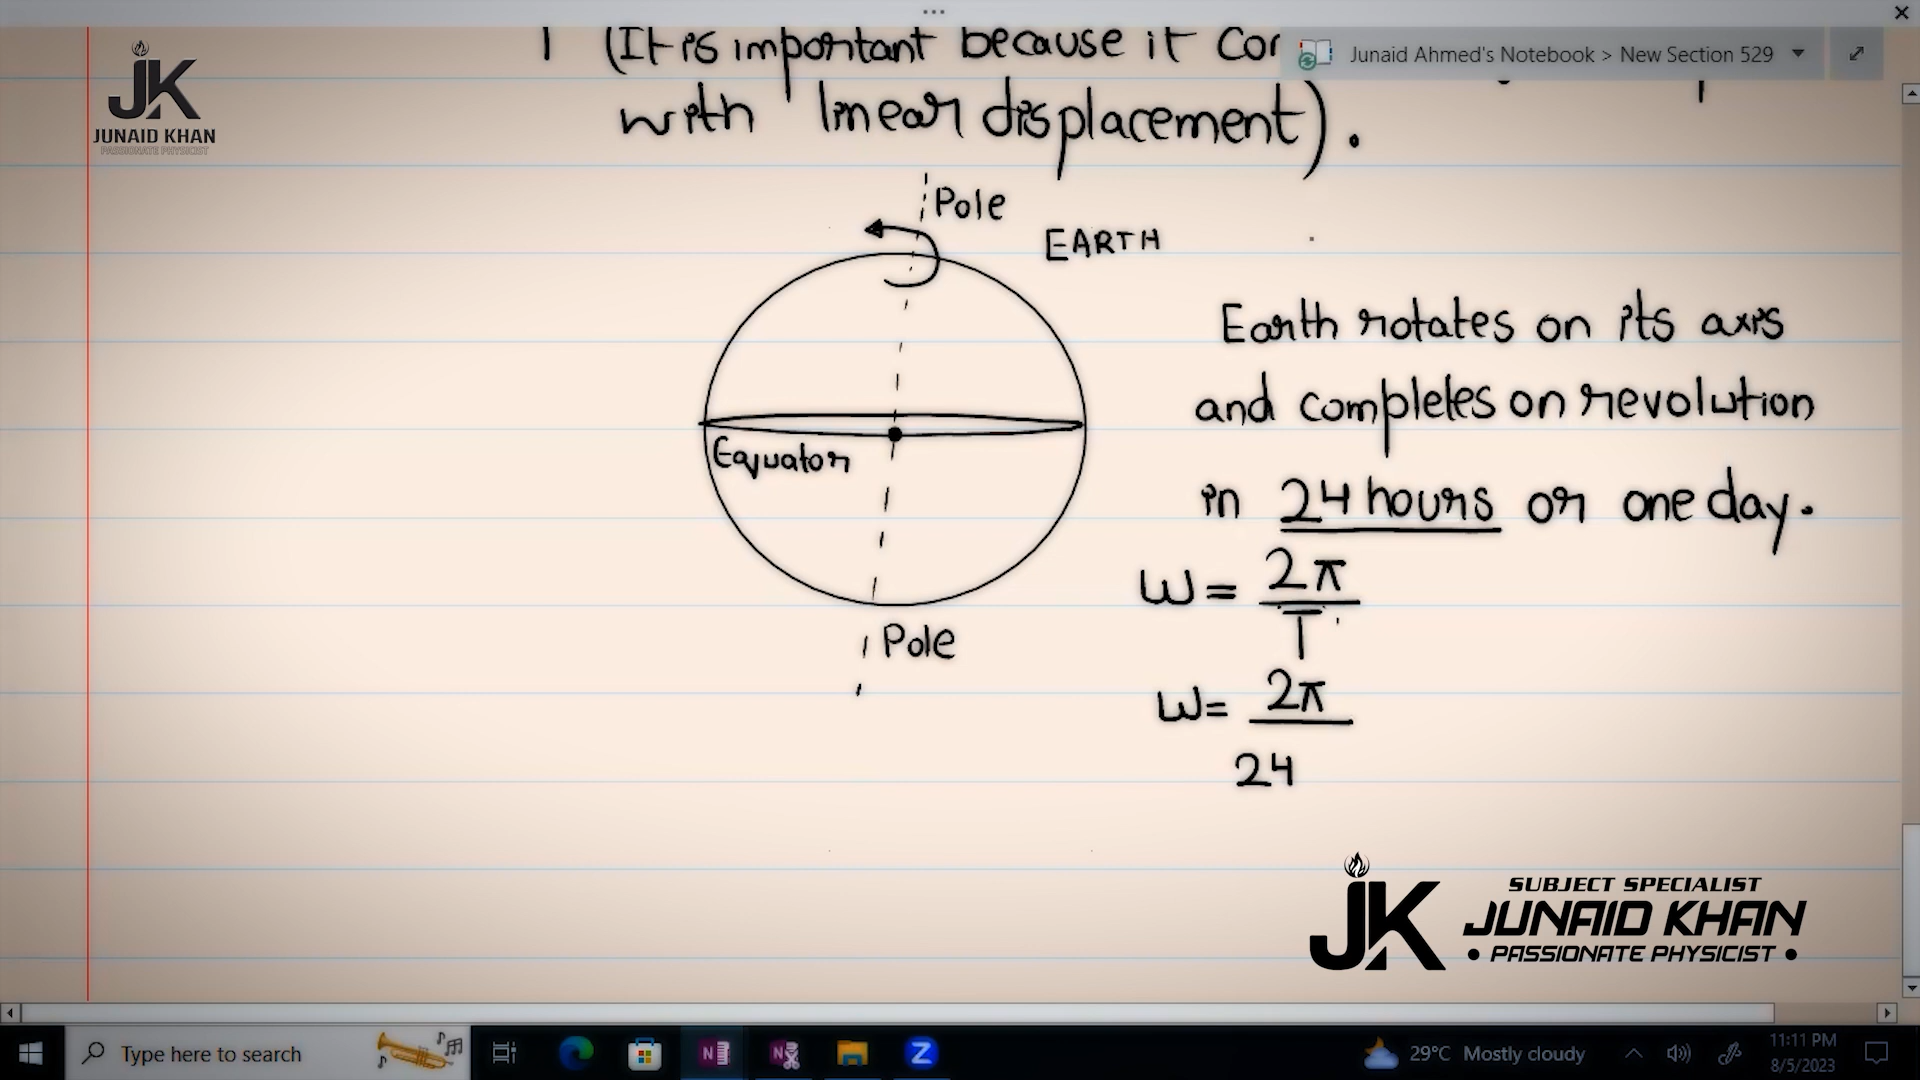 (It is important because it Cor
with linear displacement).
Junaid Ahmed's Notebook > New Section 529
JK
JUNAID KHAN
PASSIONATE PHYSICIST
Pole
EARTH
Earth rotates on its axis
and completes on revolution
in 24 hours or one day.
Equator
ω = 2π
T
Pole
ω = 2π
24
JK
SUBJECT SPECIALIST
JUNAID KHAN
• PASSIONATE PHYSICIST •
Type here to search
29°C Mostly cloudy
11:11 PM
8/5/2023